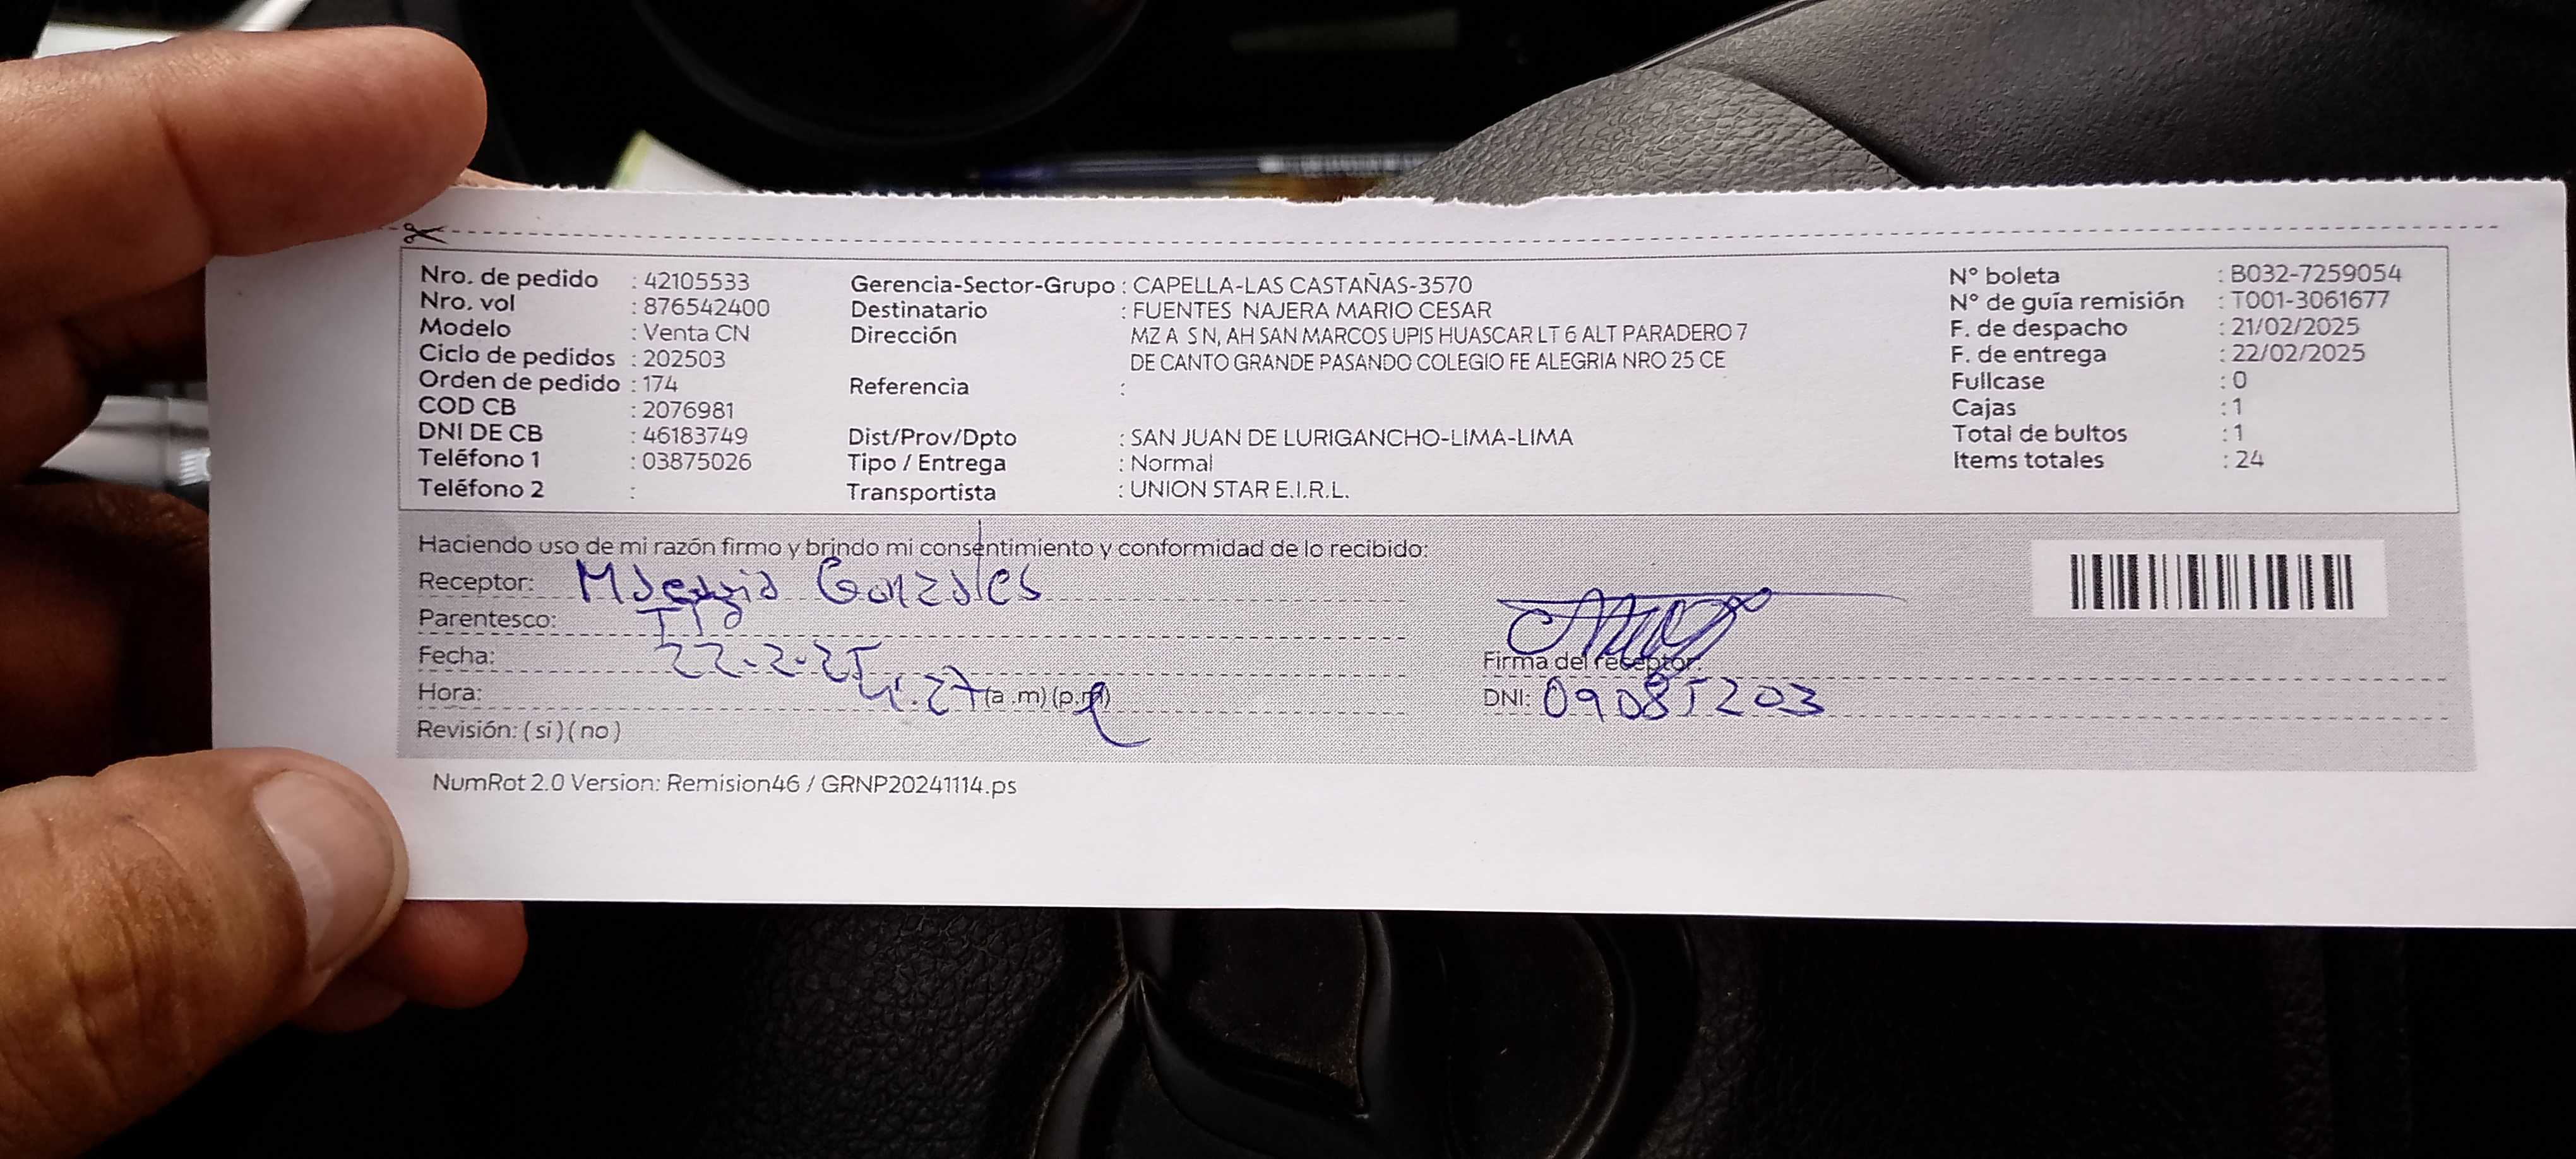 Nro. de pedido : 42105533
Nro. vol : 876542400
Modelo : Venta CN
Ciclo de pedidos : 202503
Orden de pedido : 174
COD CB : 2076981
DNI DE CB : 46183749
Teléfono 1 : 03875026
Teléfono 2 :
Gerencia-Sector-Grupo : CAPELLA-LAS CASTAÑAS-3570
Destinatario : FUENTES NAJERA MARIO CESAR
Dirección MZ A S N, AH SAN MARCOS UPIS HUASCAR LT 6 ALT PARADERO 7
DE CANTO GRANDE PASANDO COLEGIO FE ALEGRIA NRO 25 CE
Referencia :
Dist/Prov/Dpto : SAN JUAN DE LURIGANCHO-LIMA-LIMA
Tipo / Entrega : Normal
Transportista : UNION STAR E.I.R.L.
N° boleta : B032-7259054
N° de guía remisión : T001-3061677
F. de despacho : 21/02/2025
F. de entrega : 22/02/2025
Fullcase : 0
Cajas : 1
Total de bultos : 1
Items totales : 24
Haciendo uso de mi razón firmo y brindo mi consentimiento y conformidad de lo recibido:
Receptor: Gonzales
Parentesco:
Fecha: 22-2-25
Hora: 4:27 (a.m) (p.m)
Revisión: ( si ) ( no )
Firma del receptor:
DNI: 09085203
NumRot 2.0 Version: Remision46 / GRNP20241114.ps